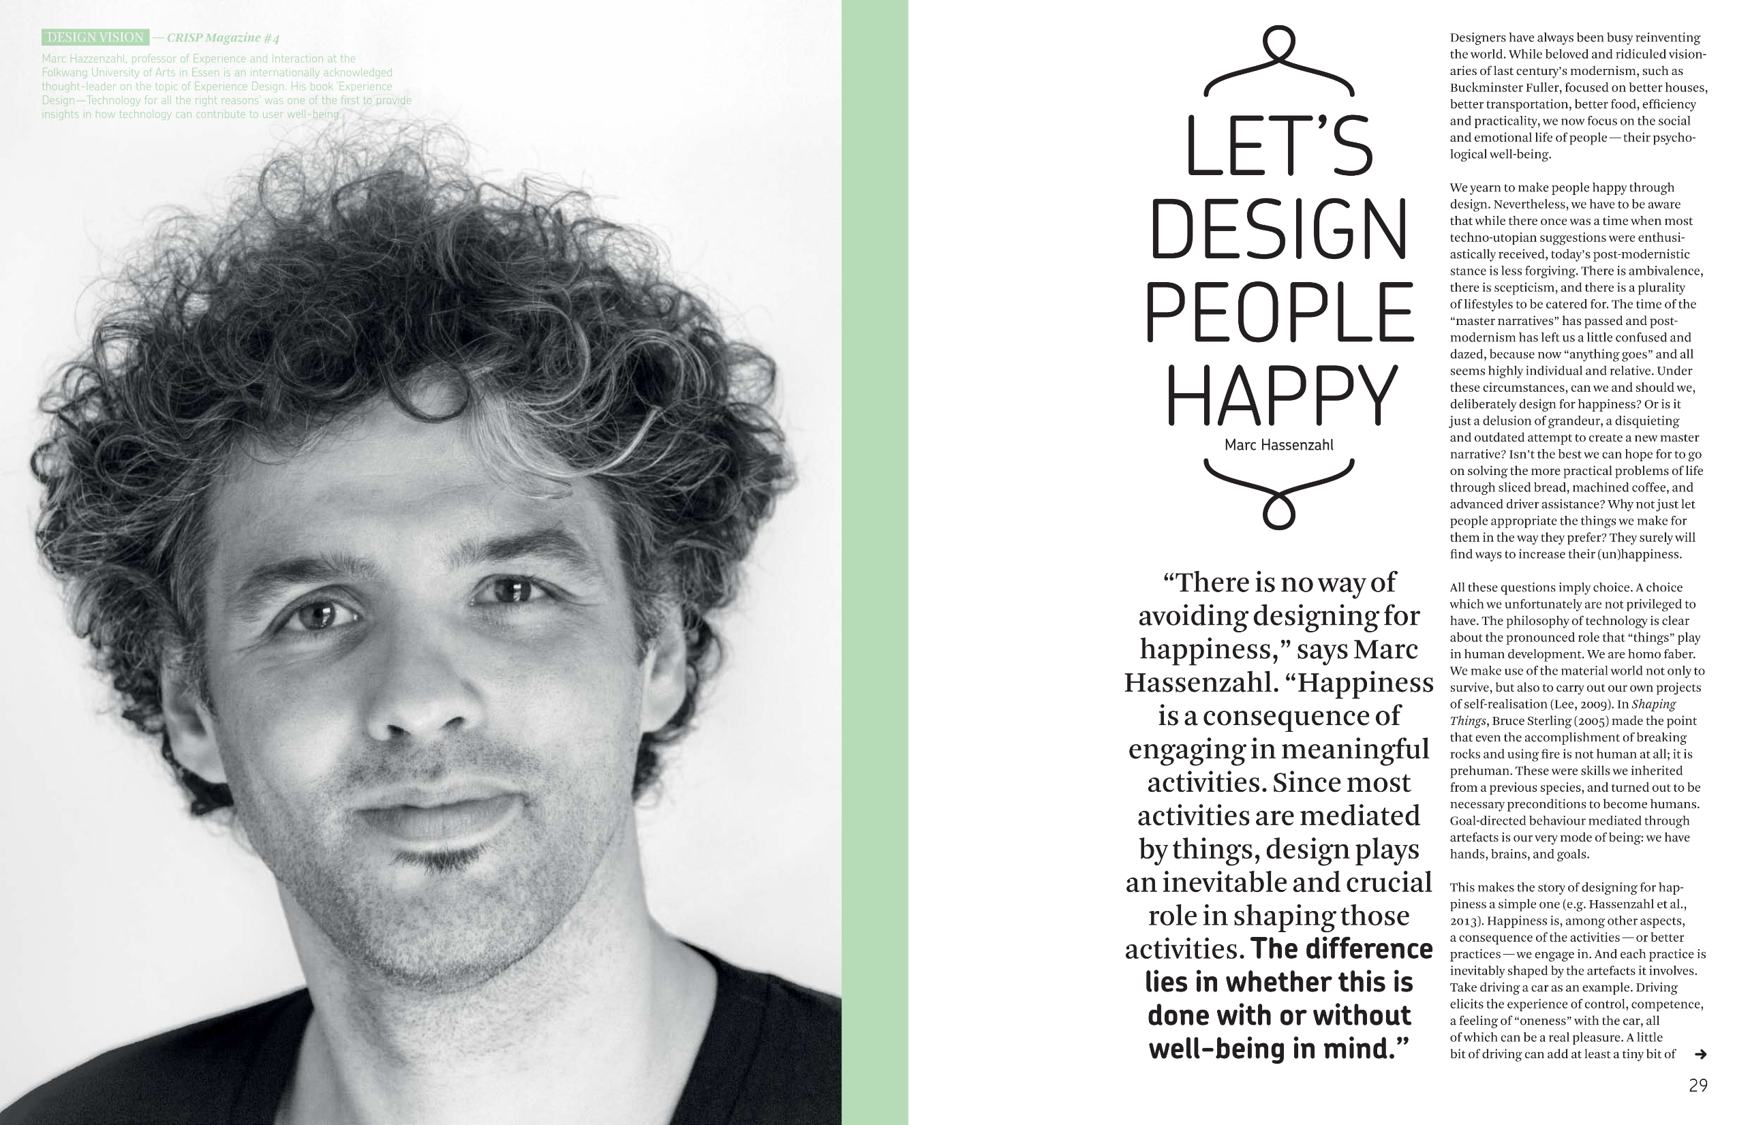 DESIGN VISION — CRISP Magazine #4
Marc Hazzenzahl, professor of Experience and Interaction at the
Folkwang University of Arts in Essen is an internationally acknowledged
thought-leader on the topic of Experience Design. His book 'Experience
Design—Technology for all the right reasons' was one of the first to provide
insights in how technology can contribute to user well-being.
LET'S
DESIGN
PEOPLE
HAPPY
Marc Hassenzahl
“There is no way of
avoiding designing for
happiness,” says Marc
Hassenzahl. “Happiness
is a consequence of
engaging in meaningful
activities. Since most
activities are mediated
by things, design plays
an inevitable and crucial
role in shaping those
activities. The difference
lies in whether this is
done with or without
well-being in mind.”
Designers have always been busy reinventing
the world. While beloved and ridiculed vision-
aries of last century's modernism, such as
Buckminster Fuller, focused on better houses,
better transportation, better food, efficiency
and practicality, we now focus on the social
and emotional life of people — their psycho-
logical well-being.
We yearn to make people happy through
design. Nevertheless, we have to be aware
that while there once was a time when most
techno-utopian suggestions were enthusi-
astically received, today's post-modernistic
stance is less forgiving. There is ambivalence,
there is scepticism, and there is a plurality
of lifestyles to be catered for. The time of the
“master narratives” has passed and post-
modernism has left us a little confused and
dazed, because now “anything goes” and all
seems highly individual and relative. Under
these circumstances, can we and should we,
deliberately design for happiness? Or is it
just a delusion of grandeur, a disquieting
and outdated attempt to create a new master
narrative? Isn't the best we can hope for to go
on solving the more practical problems of life
through sliced bread, machined coffee, and
advanced driver assistance? Why not just let
people appropriate the things we make for
them in the way they prefer? They surely will
find ways to increase their (un)happiness.
All these questions imply choice. A choice
which we unfortunately are not privileged to
have. The philosophy of technology is clear
about the pronounced role that “things” play
in human development. We are homo faber.
We make use of the material world not only to
survive, but also to carry out our own projects
of self-realisation (Lee, 2009). In Shaping
Things, Bruce Sterling (2005) made the point
that even the accomplishment of breaking
rocks and using fire is not human at all; it is
prehuman. These were skills we inherited
from a previous species, and turned out to be
necessary preconditions to become humans.
Goal-directed behaviour mediated through
artefacts is our very mode of being: we have
hands, brains, and goals.
This makes the story of designing for hap-
piness a simple one (e.g. Hassenzahl et al.,
2013). Happiness is, among other aspects,
a consequence of the activities — or better
practices — we engage in. And each practice is
inevitably shaped by the artefacts it involves.
Take driving a car as an example. Driving
elicits the experience of control, competence,
a feeling of “oneness” with the car, all
of which can be a real pleasure. A little
bit of driving can add at least a tiny bit of →
29